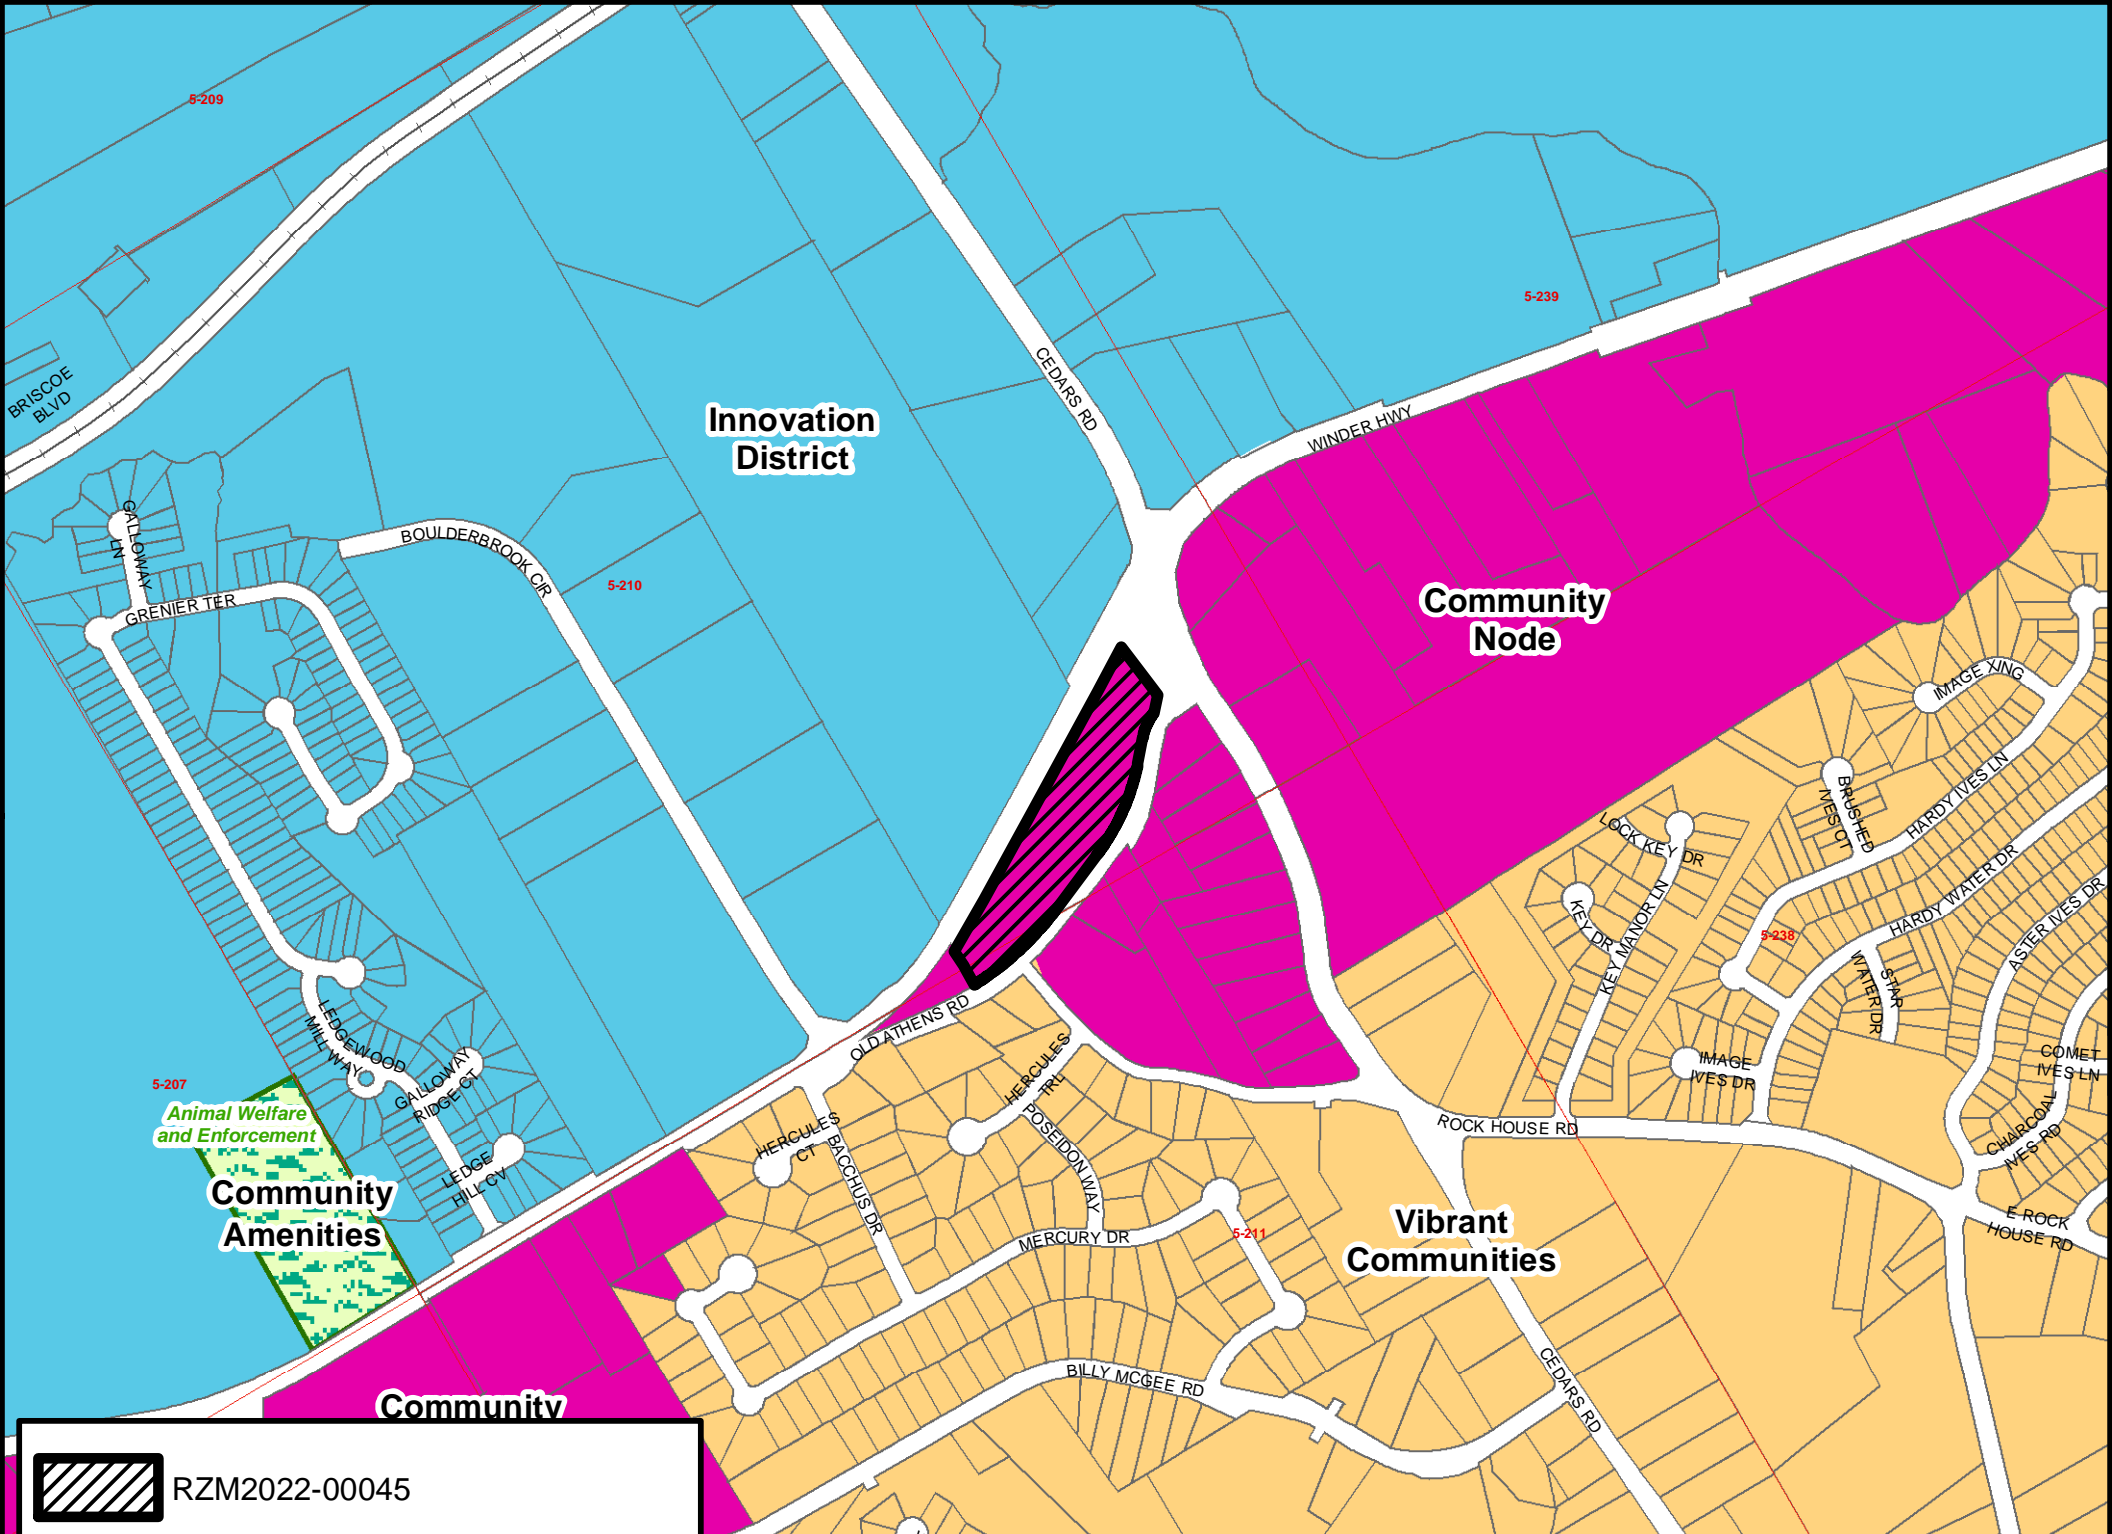 5-209
BRISCOE
BLVD
CEDARS RD
5-239
Innovation
District
WINDER HWY
GALLOWAY
LN
BOULDERBROOK CIR
5-210
GRENIER TER
Community
Node
IMAGE XING
BRUSHED
IVES CT
HARDY IVES LN
LOCK KEY DR
KEY DR
KEY MANOR LN
HARDY WATER DR
5-238
ASTER IVES DR
STAR
WATER DR
OLD ATHENS RD
LEDGEWOOD
MILL WAY
GALLOWAY
RIDGE CT
HERCULES
TRL
IMAGE
IVES DR
COMET
IVES LN
5-207
Animal Welfare
and Enforcement
CHARCOAL
IVES RD
ROCK HOUSE RD
HERCULES
CT
POSEIDON WAY
BACCHUS DR
LEDGE
HILL CV
Community
Amenities
MERCURY DR
5-211
Vibrant
Communities
E ROCK
HOUSE RD
BILLY MCGEE RD
CEDARS RD
Community
RZM2022-00045